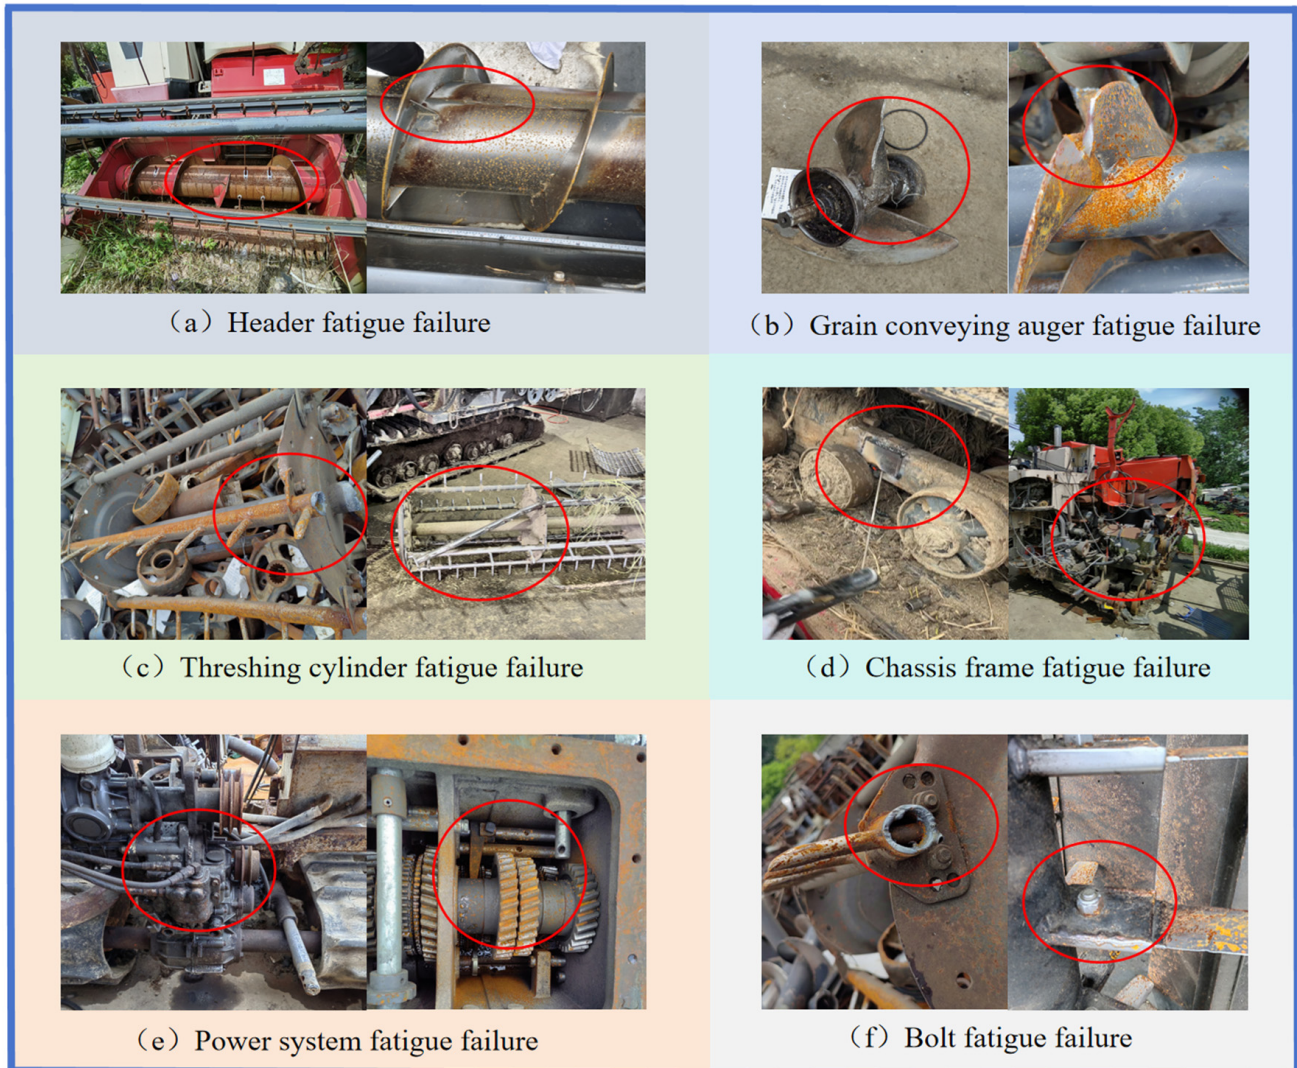 （a）Header fatigue failure
（b）Grain conveying auger fatigue failure
（c）Threshing cylinder fatigue failure
（d）Chassis frame fatigue failure
（e）Power system fatigue failure
（f）Bolt fatigue failure